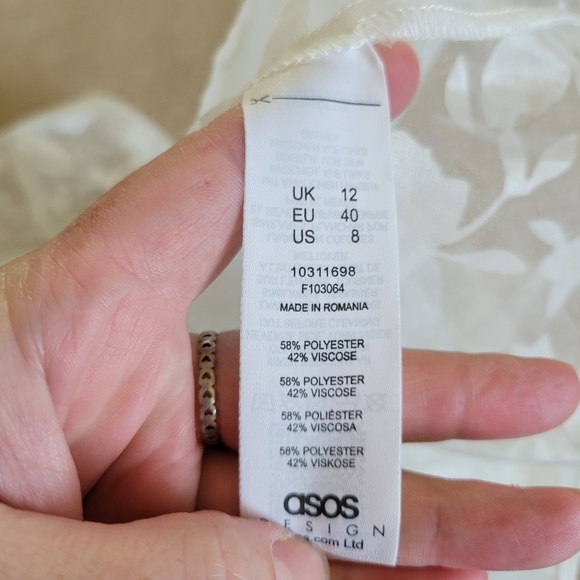 UK 12
EU 40
US 8
10311698
F103064
MADE IN ROMANIA
58% POLYESTER
42% VISCOSE
58% POLYESTER
42% VISCOSE
58% POLIÉSTER
42% VISCOSA
58% POLYESTER
42% VISKOSE
asos
DESIGN
.com Ltd